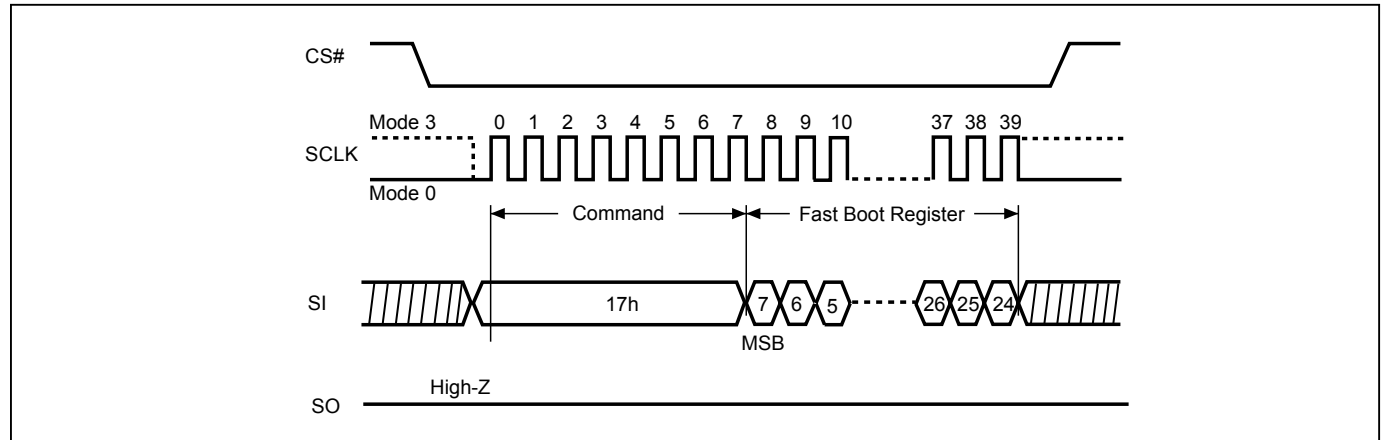 CS#
Mode 3 0 1 2 3 4 5 6 7 8 9 10 37 38 39
SCLK
Mode 0
Command Fast Boot Register
SI 17h 7 6 5 26 25 24
MSB
High-Z
SO